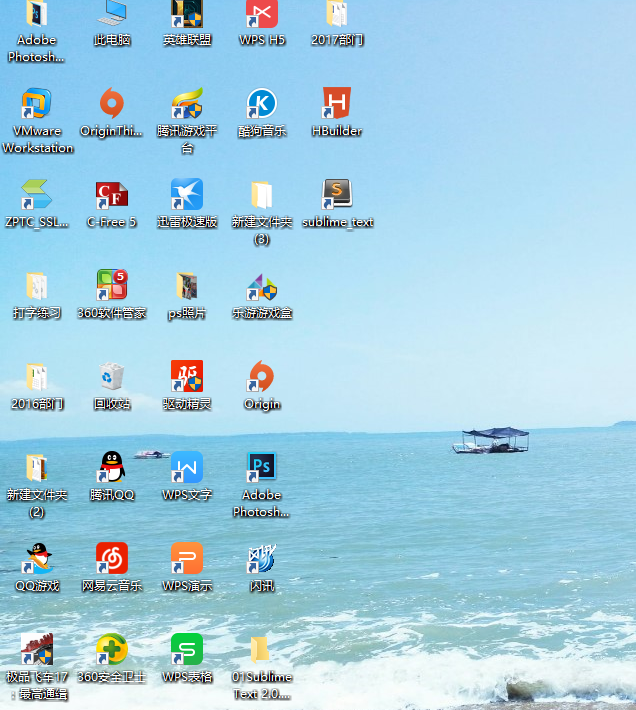 Adobe
Photosh...
此电脑
英雄联盟
WPS H5
2017部门
VMware
Workstation
OriginThi...
腾讯游戏平
台
酷狗音乐
HBuilder
ZPTC_SSL...
C-Free 5
迅雷极速版
新建文件夹
(3)
sublime_text
打字练习
360软件管家
ps照片
乐游游戏盒
2016部门
回收站
驱动精灵
Origin
新建文件夹
(2)
腾讯QQ
WPS文字
Adobe
Photosh...
QQ游戏
网易云音乐
WPS演示
闪讯
极品飞车17
：最高通缉
360安全卫士
WPS表格
01Sublime
Text 2.0....